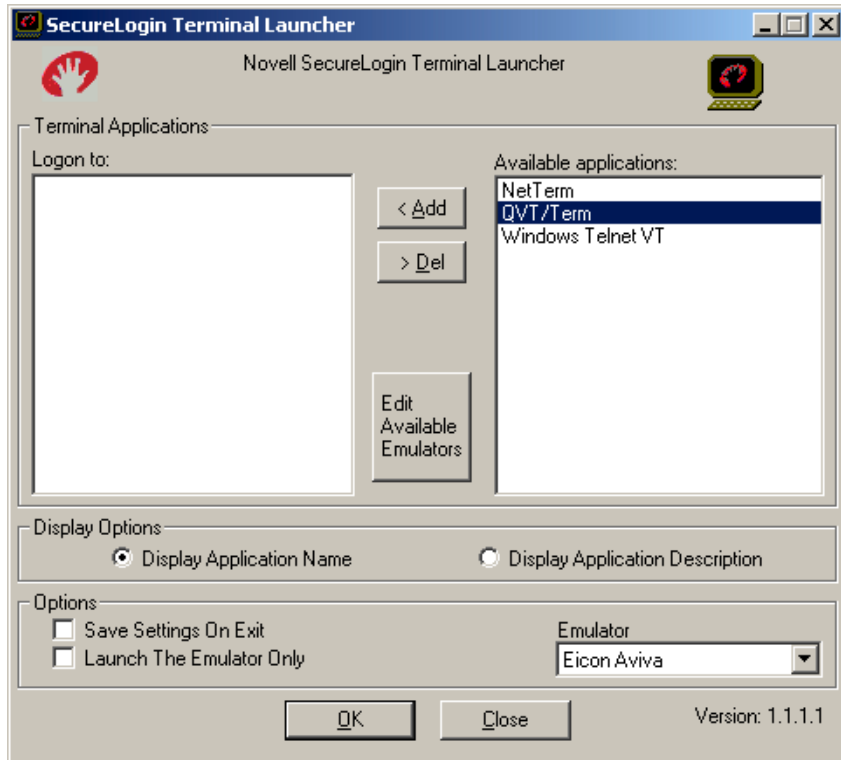 SecureLogin Terminal Launcher
Novell SecureLogin Terminal Launcher
Terminal Applications
Logon to:
Available applications:
< Add
> Del
Edit
Available
Emulators
NetTerm
QVT/Term
Windows Telnet VT
Display Options
Display Application Name
Display Application Description
Options
Save Settings On Exit
Launch The Emulator Only
Emulator
Eicon Aviva
OK
Close
Version: 1.1.1.1